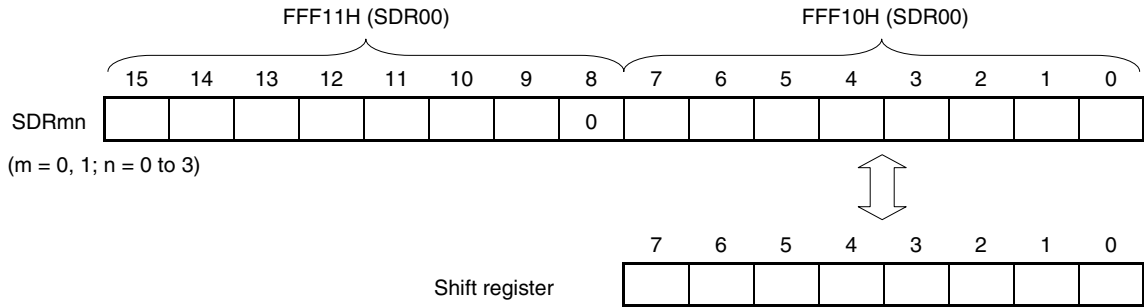 FFF11H (SDR00) FFF10H (SDR00)
15 14 13 12 11 10 9 8 7 6 5 4 3 2 1 0
SDRmn 0
(m = 0, 1; n = 0 to 3)
7 6 5 4 3 2 1 0
Shift register